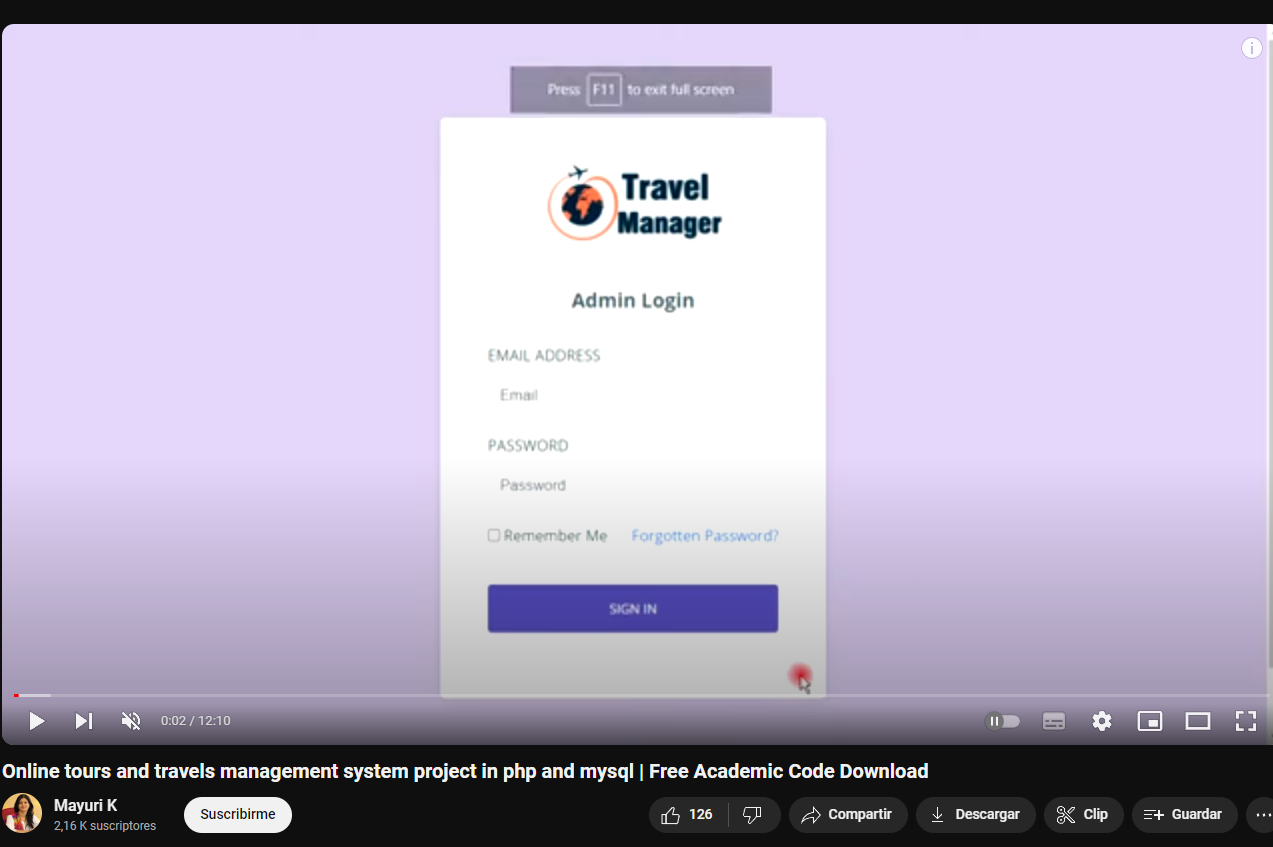 Press F11 to exit full screen
Travel
Manager
Admin Login
EMAIL ADDRESS
Email
PASSWORD
Password
Remember Me Forgotten Password?
SIGN IN
0:02 / 12:10
Online tours and travels management system project in php and mysql | Free Academic Code Download
Mayuri K
2,16 K suscriptores
Suscribirme
126
Compartir
Descargar
Clip
Guardar